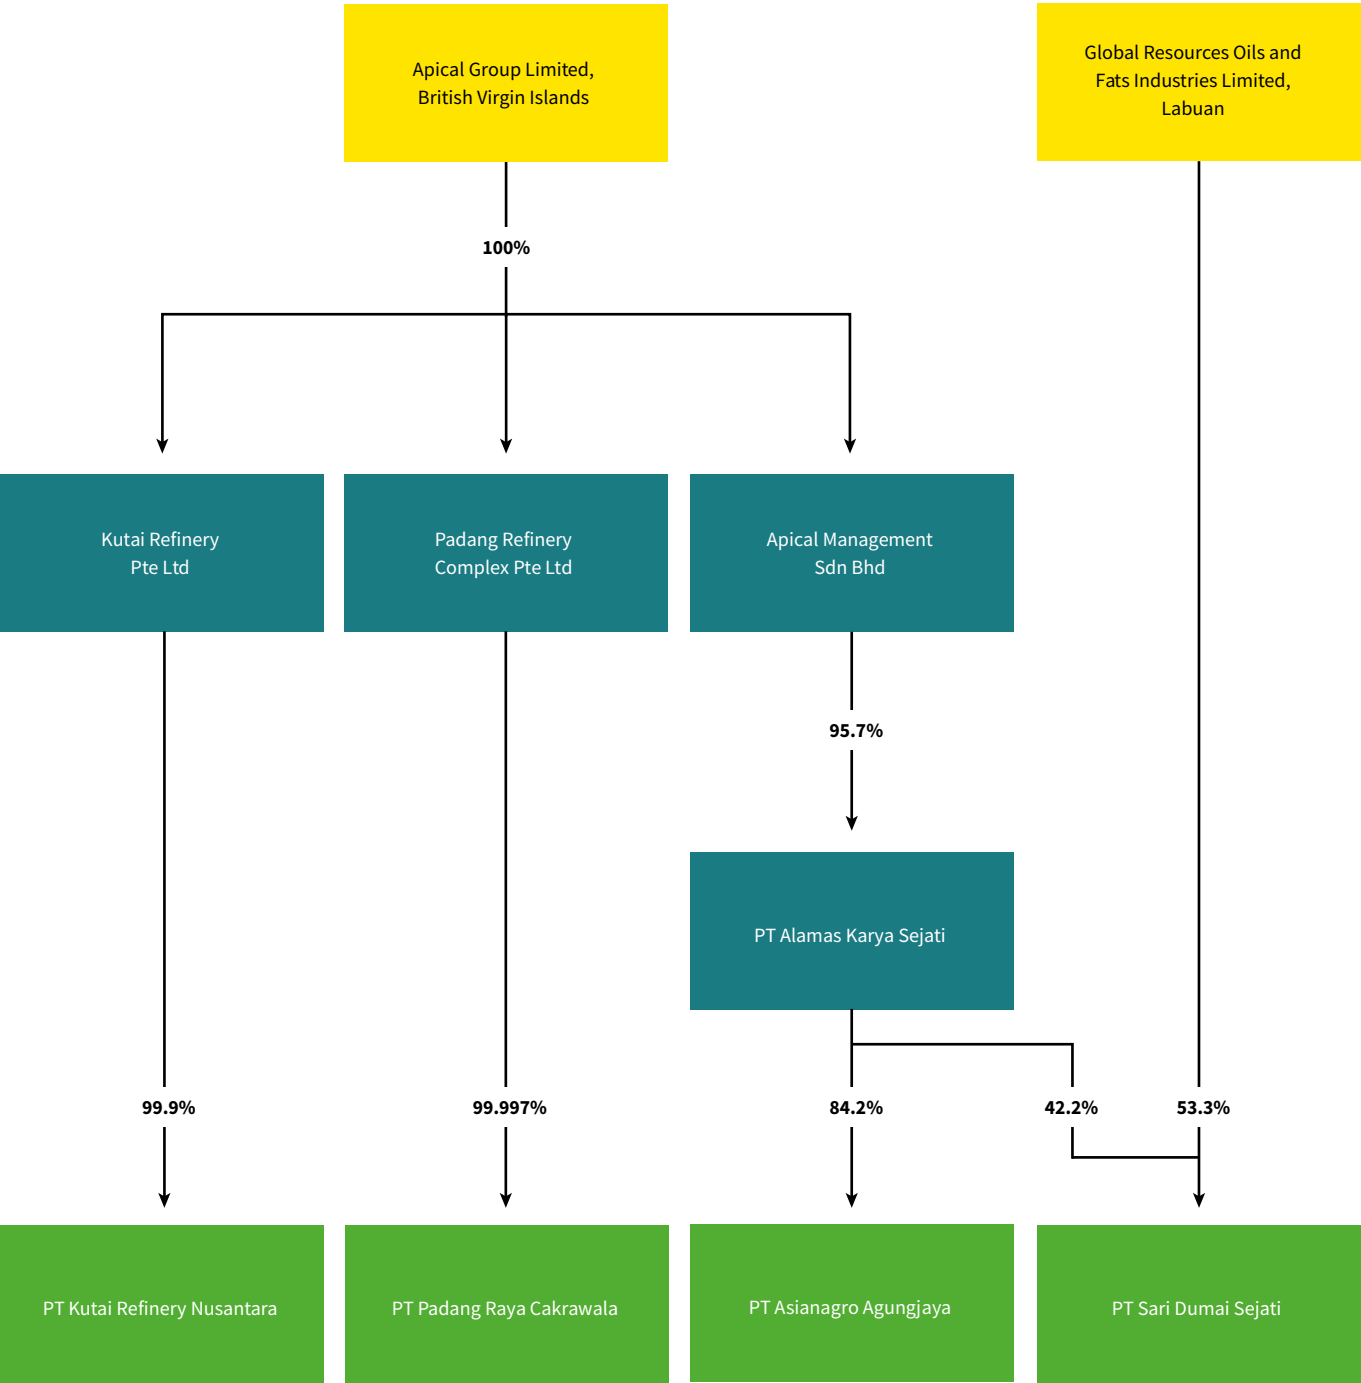 Apical Group Limited,
British Virgin Islands
Global Resources Oils and
Fats Industries Limited,
Labuan
100%
Kutai Refinery
Pte Ltd
Padang Refinery
Complex Pte Ltd
Apical Management
Sdn Bhd
95.7%
PT Alamas Karya Sejati
99.9%
99.997%
84.2%
42.2%
53.3%
PT Kutai Refinery Nusantara
PT Padang Raya Cakrawala
PT Asianagro Agungjaya
PT Sari Dumai Sejati